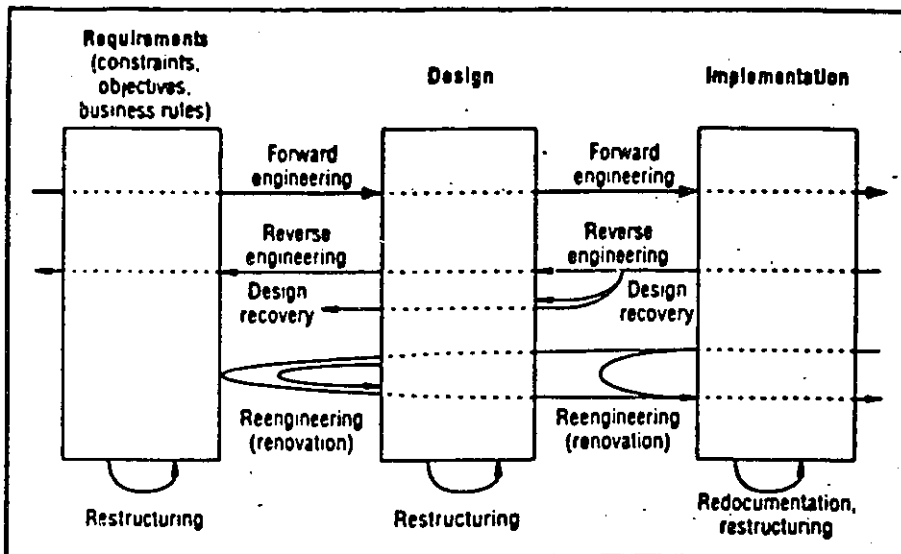 Requirements
(constraints,
objectives,
business rules)
Design
Implementation
Forward
engineering
Forward
engineering
Reverse
engineering
Reverse
engineering
Design
recovery
Design
recovery
Reengineering
(renovation)
Reengineering
(renovation)
Restructuring
Restructuring
Redocumentation,
restructuring